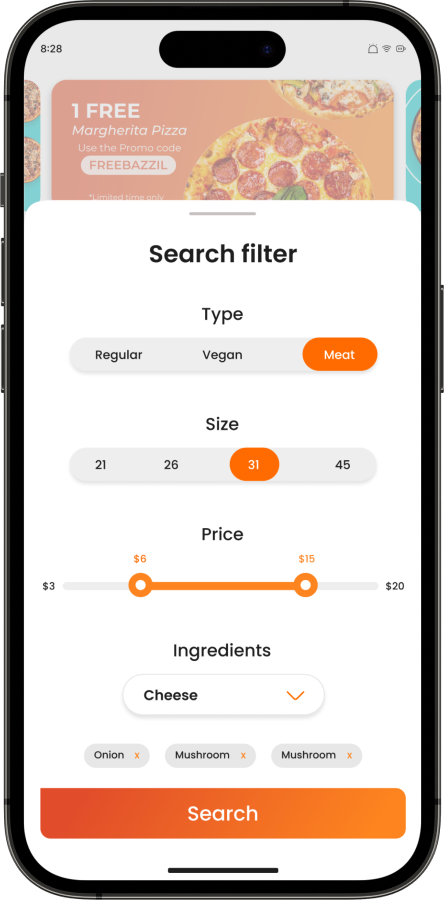 8:28
1 FREE
Margherita Pizza
Use the Promo code
FREEBAZZIL
*Limited time only
Search filter
Type
Regular Vegan Meat
Size
21 26 31 45
Price
$6 $15
$3 $20
Ingredients
Cheese
Onion x Mushroom x Mushroom x
Search